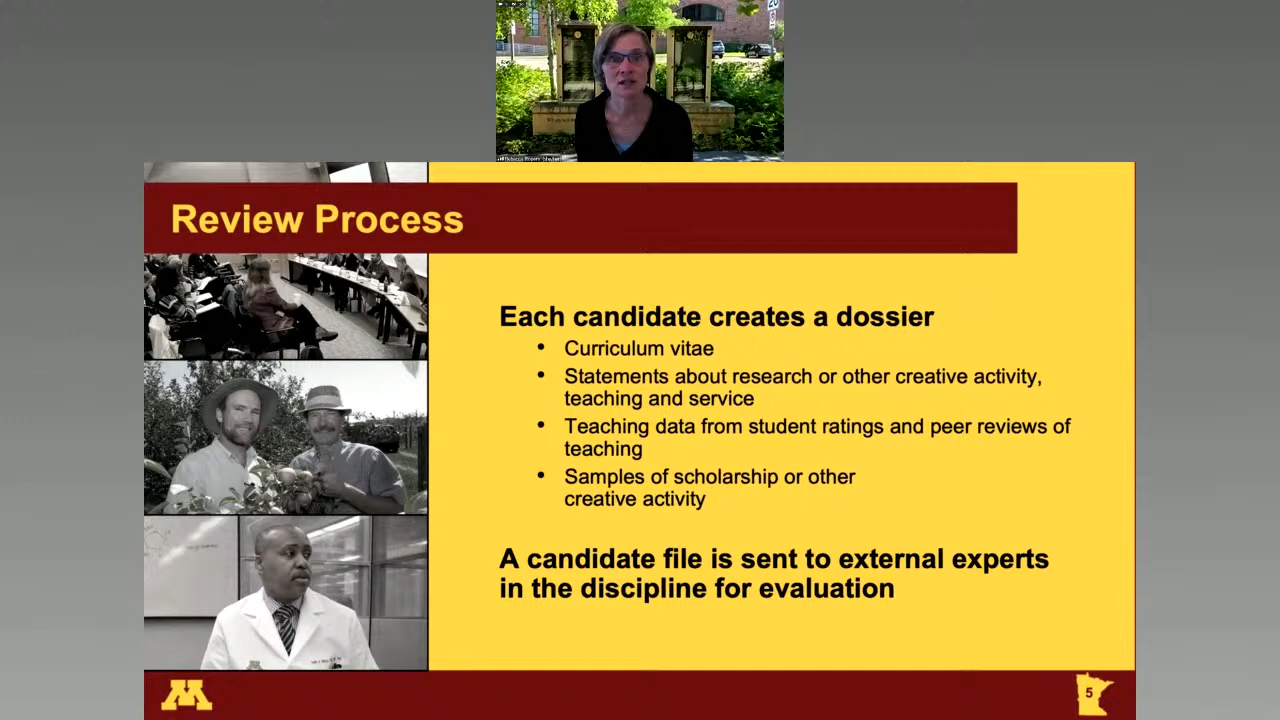 Review Process
Each candidate creates a dossier
• Curriculum vitae
• Statements about research or other creative activity,
teaching and service
• Teaching data from student ratings and peer reviews of
teaching
• Samples of scholarship or other
creative activity
A candidate file is sent to external experts
in the discipline for evaluation
M
5